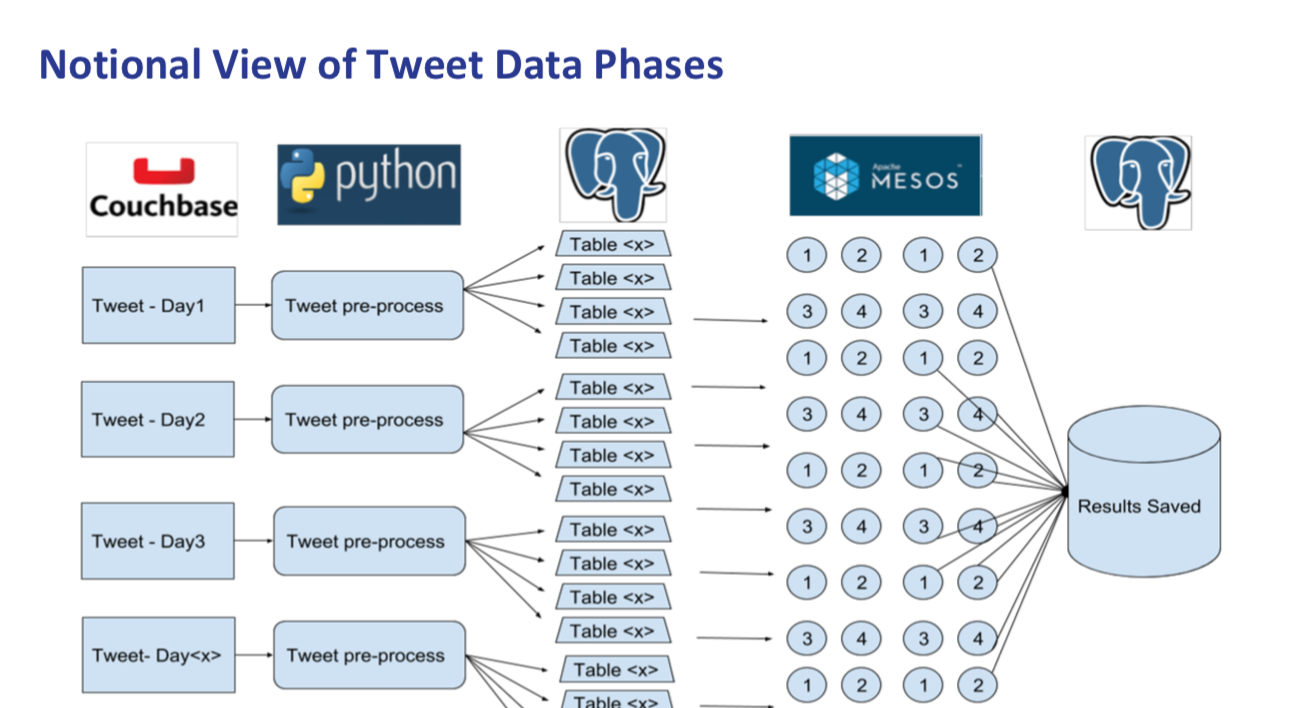 Notional View of Tweet Data Phases
Couchbase
python
Apache
MESOS™
Tweet - Day1
Tweet pre-process
Table <x>
Table <x>
Table <x>
Table <x>
Tweet - Day2
Tweet pre-process
Table <x>
Table <x>
Table <x>
Table <x>
Tweet - Day3
Tweet pre-process
Table <x>
Table <x>
Table <x>
Table <x>
Tweet- Day<x>
Tweet pre-process
Table <x>
Table <x>
1 2 1 2
3 4 3 4
1 2 1 2
3 4 3 4
1 2 1 2
3 4 3 4
1 2 1 2
3 4 3 4
1 2 1 2
Results Saved